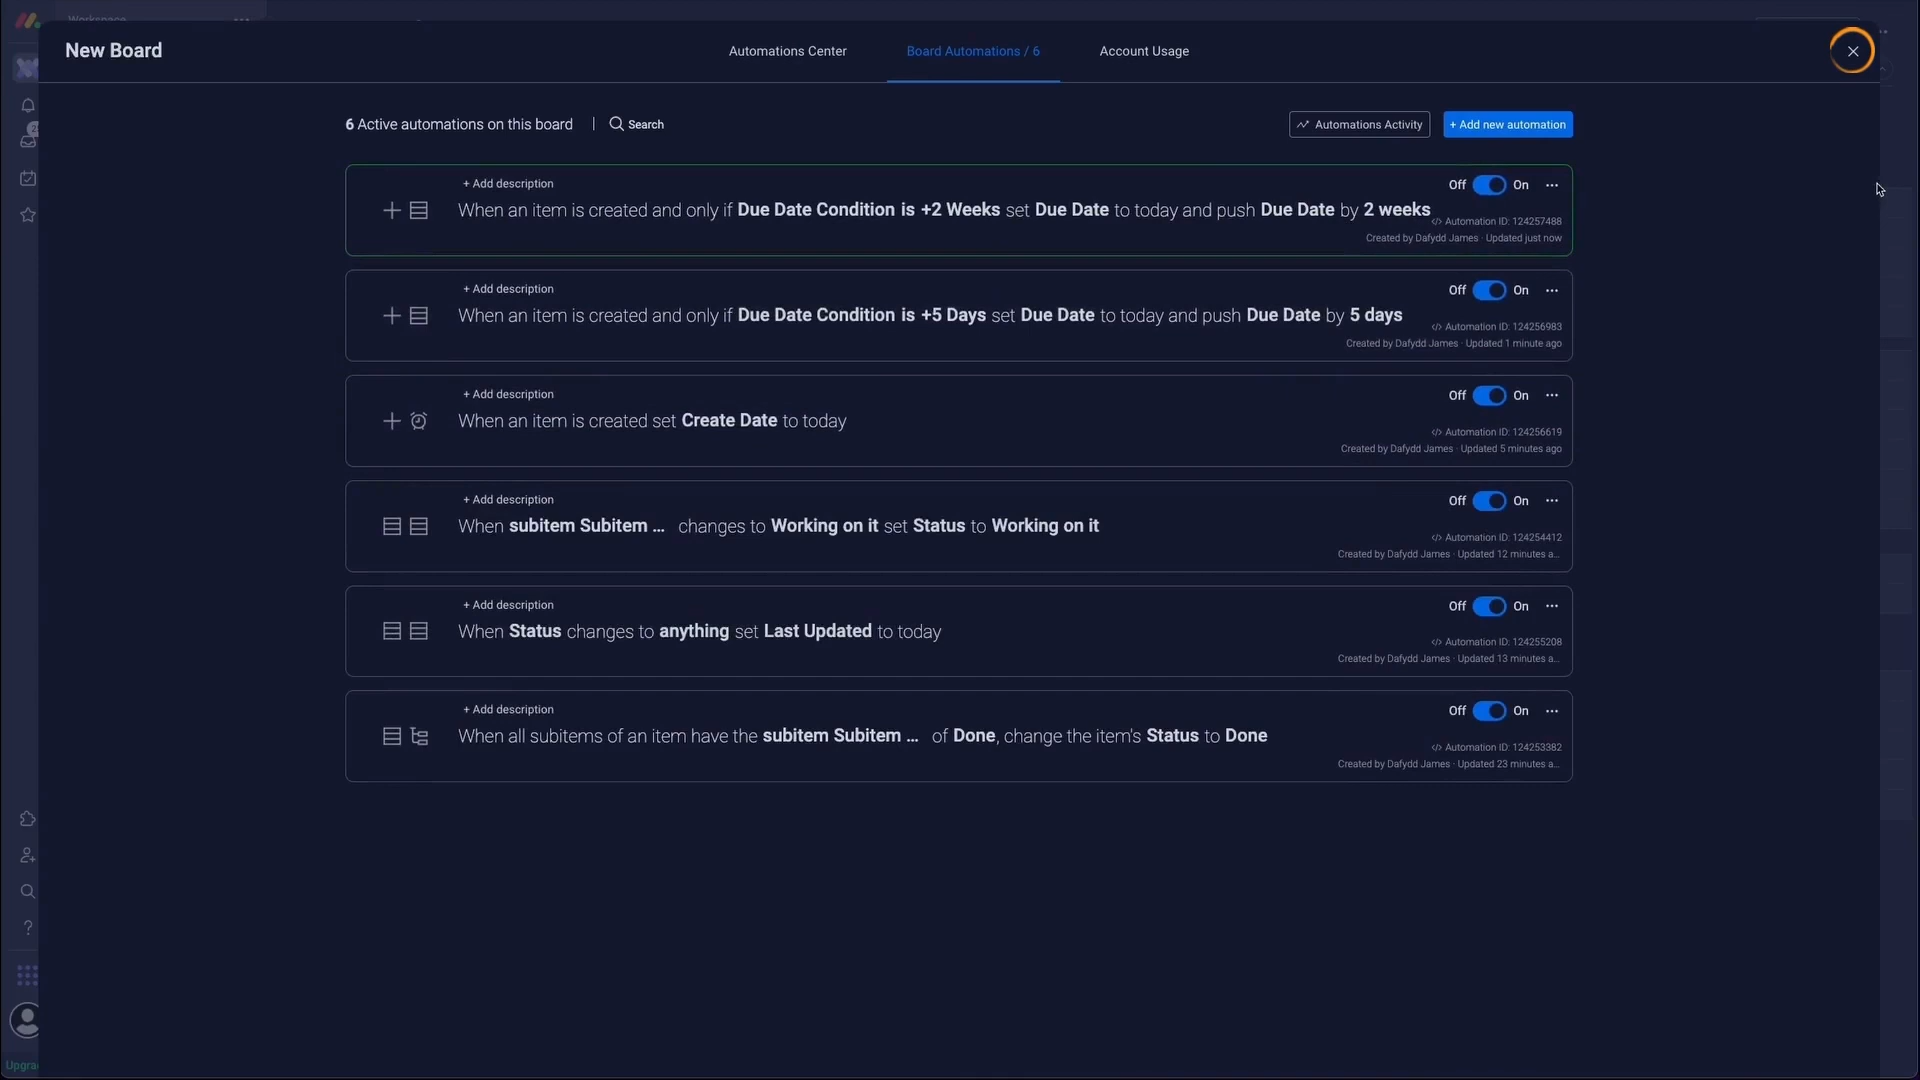 Workspace
New Board
Automations Center
Board Automations / 6
Account Usage
6 Active automations on this board
Search
Automations Activity
+ Add new automation
+ Add description
Off On
When an item is created and only if Due Date Condition is +2 Weeks set Due Date to today and push Due Date by 2 weeks
Automation ID: 124257488
Created by Dafydd James · Updated just now
+ Add description
Off On
When an item is created and only if Due Date Condition is +5 Days set Due Date to today and push Due Date by 5 days
Automation ID: 124256983
Created by Dafydd James · Updated 1 minute ago
+ Add description
Off On
When an item is created set Create Date to today
Automation ID: 124256619
Created by Dafydd James · Updated 5 minutes ago
+ Add description
Off On
When subitem Subitem ... changes to Working on it set Status to Working on it
Automation ID: 124254412
Created by Dafydd James · Updated 12 minutes a...
+ Add description
Off On
When Status changes to anything set Last Updated to today
Automation ID: 124255208
Created by Dafydd James · Updated 13 minutes a...
+ Add description
Off On
When all subitems of an item have the subitem Subitem ... of Done, change the item's Status to Done
Automation ID: 124253382
Created by Dafydd James · Updated 23 minutes a...
Upgra